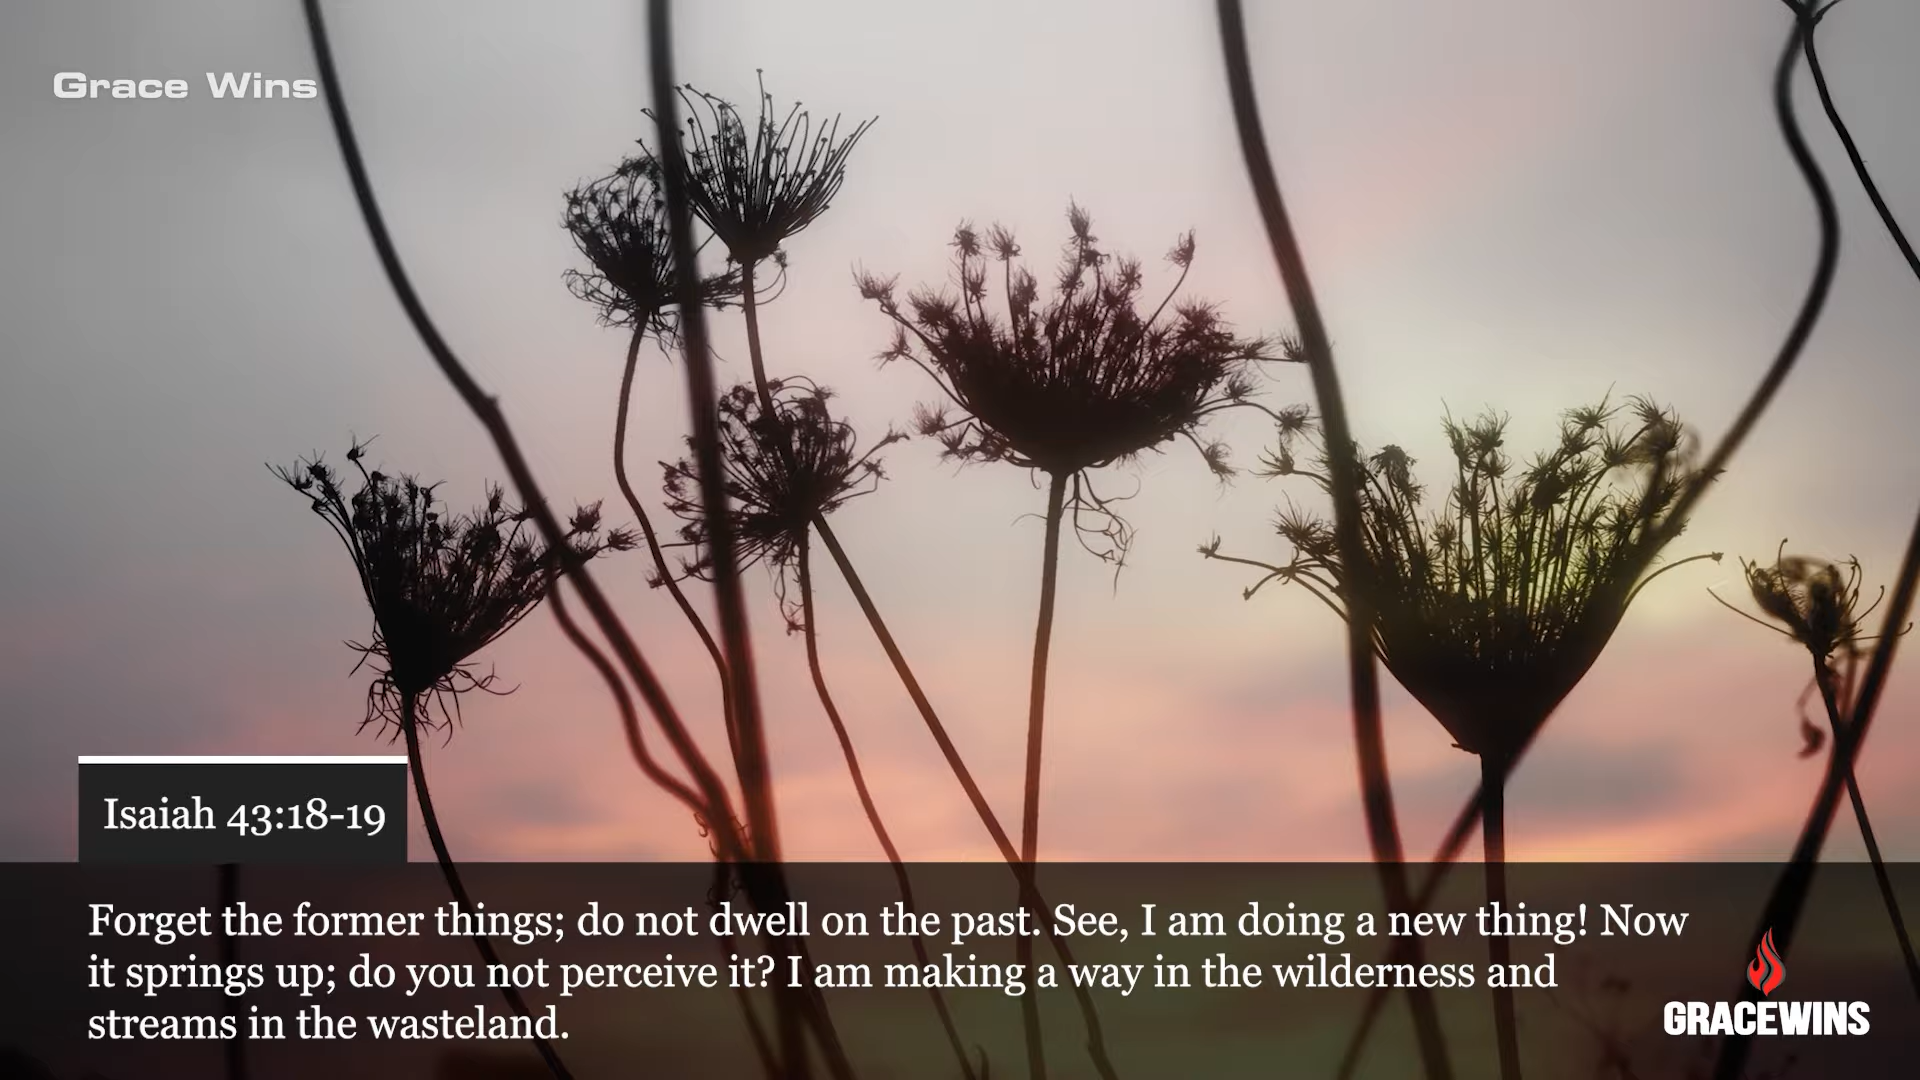 Grace Wins
Isaiah 43:18-19
Forget the former things; do not dwell on the past. See, I am doing a new thing! Now
it springs up; do you not perceive it? I am making a way in the wilderness and
streams in the wasteland.
GRACEWINS